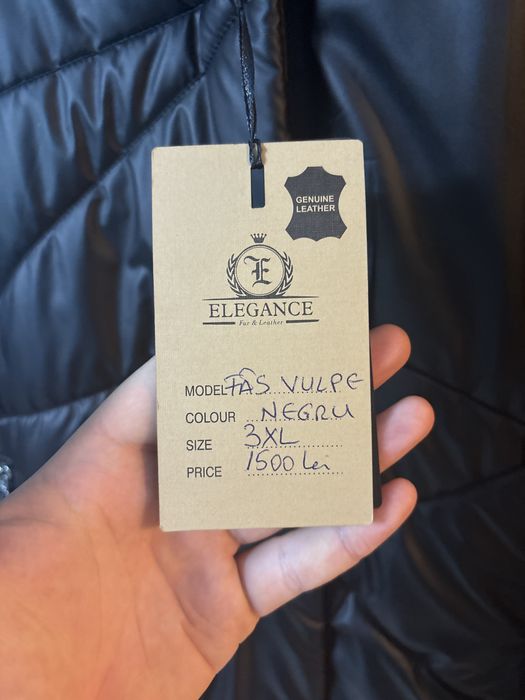 GENUINE
LEATHER
E
ELEGANCE
Fur & Leather
MODEL FÂS VULPE
COLOUR NEGRU
SIZE 3XL
PRICE 1500 lei